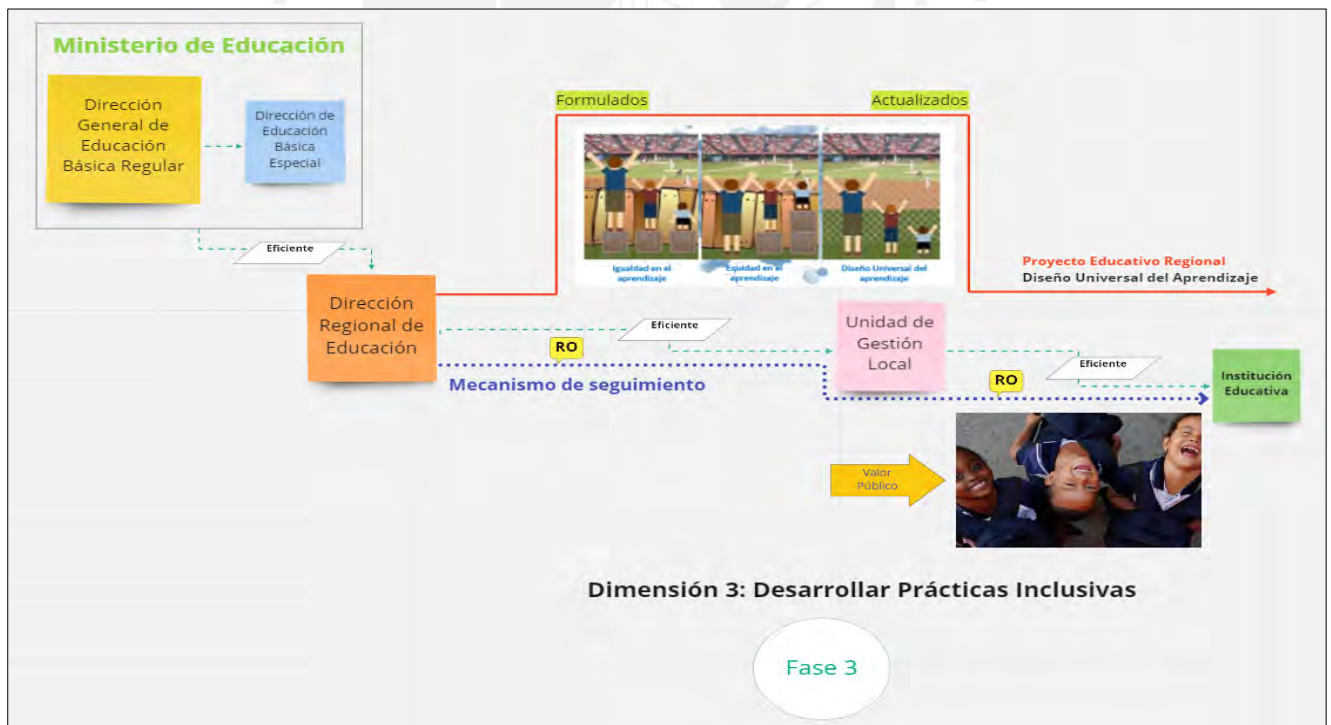 Ministerio de Educación
Dirección
General de
Educación
Básica Regular
Dirección de
Educación
Básica
Especial
Eficiente
Formulados
Actualizados
Igualdad en el
aprendizaje
Equidad en el
aprendizaje
Diseño Universal del
aprendizaje
Proyecto Educativo Regional
Diseño Universal del Aprendizaje
Dirección
Regional de
Educación
Eficiente
RO
Mecanismo de seguimiento
Unidad de
Gestión
Local
Eficiente
RO
Institución
Educativa
Valor
Público
Dimensión 3: Desarrollar Prácticas Inclusivas
Fase 3